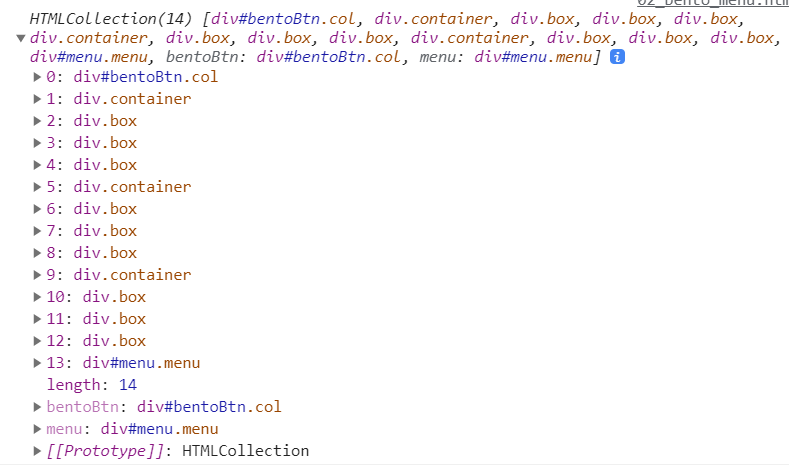 02_bento_menu.htm
HTMLCollection(14) [div#bentoBtn.col, div.container, div.box, div.box, div.box,
div.container, div.box, div.box, div.box, div.container, div.box, div.box, div.box,
div#menu.menu, bentoBtn: div#bentoBtn.col, menu: div#menu.menu] i
0: div#bentoBtn.col
1: div.container
2: div.box
3: div.box
4: div.box
5: div.container
6: div.box
7: div.box
8: div.box
9: div.container
10: div.box
11: div.box
12: div.box
13: div#menu.menu
length: 14
bentoBtn: div#bentoBtn.col
menu: div#menu.menu
[[Prototype]]: HTMLCollection